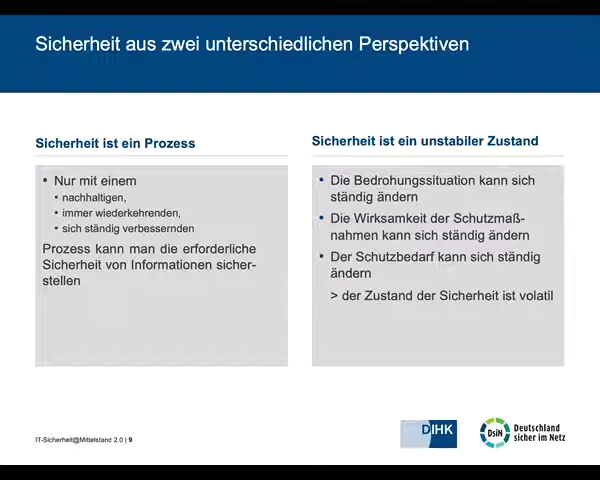 Sicherheit aus zwei unterschiedlichen Perspektiven
Sicherheit ist ein Prozess
• Nur mit einem
• nachhaltigen,
• immer wiederkehrenden,
• sich ständig verbessernden
Prozess kann man die erforderliche
Sicherheit von Informationen sicher-
stellen
Sicherheit ist ein unstabiler Zustand
• Die Bedrohungssituation kann sich
ständig ändern
• Die Wirksamkeit der Schutzmaß-
nahmen kann sich ständig ändern
• Der Schutzbedarf kann sich ständig
ändern
> der Zustand der Sicherheit ist volatil
IT-Sicherheit@Mittelstand 2.0 | 9
DIHK
DsiN
Deutschland
sicher im Netz